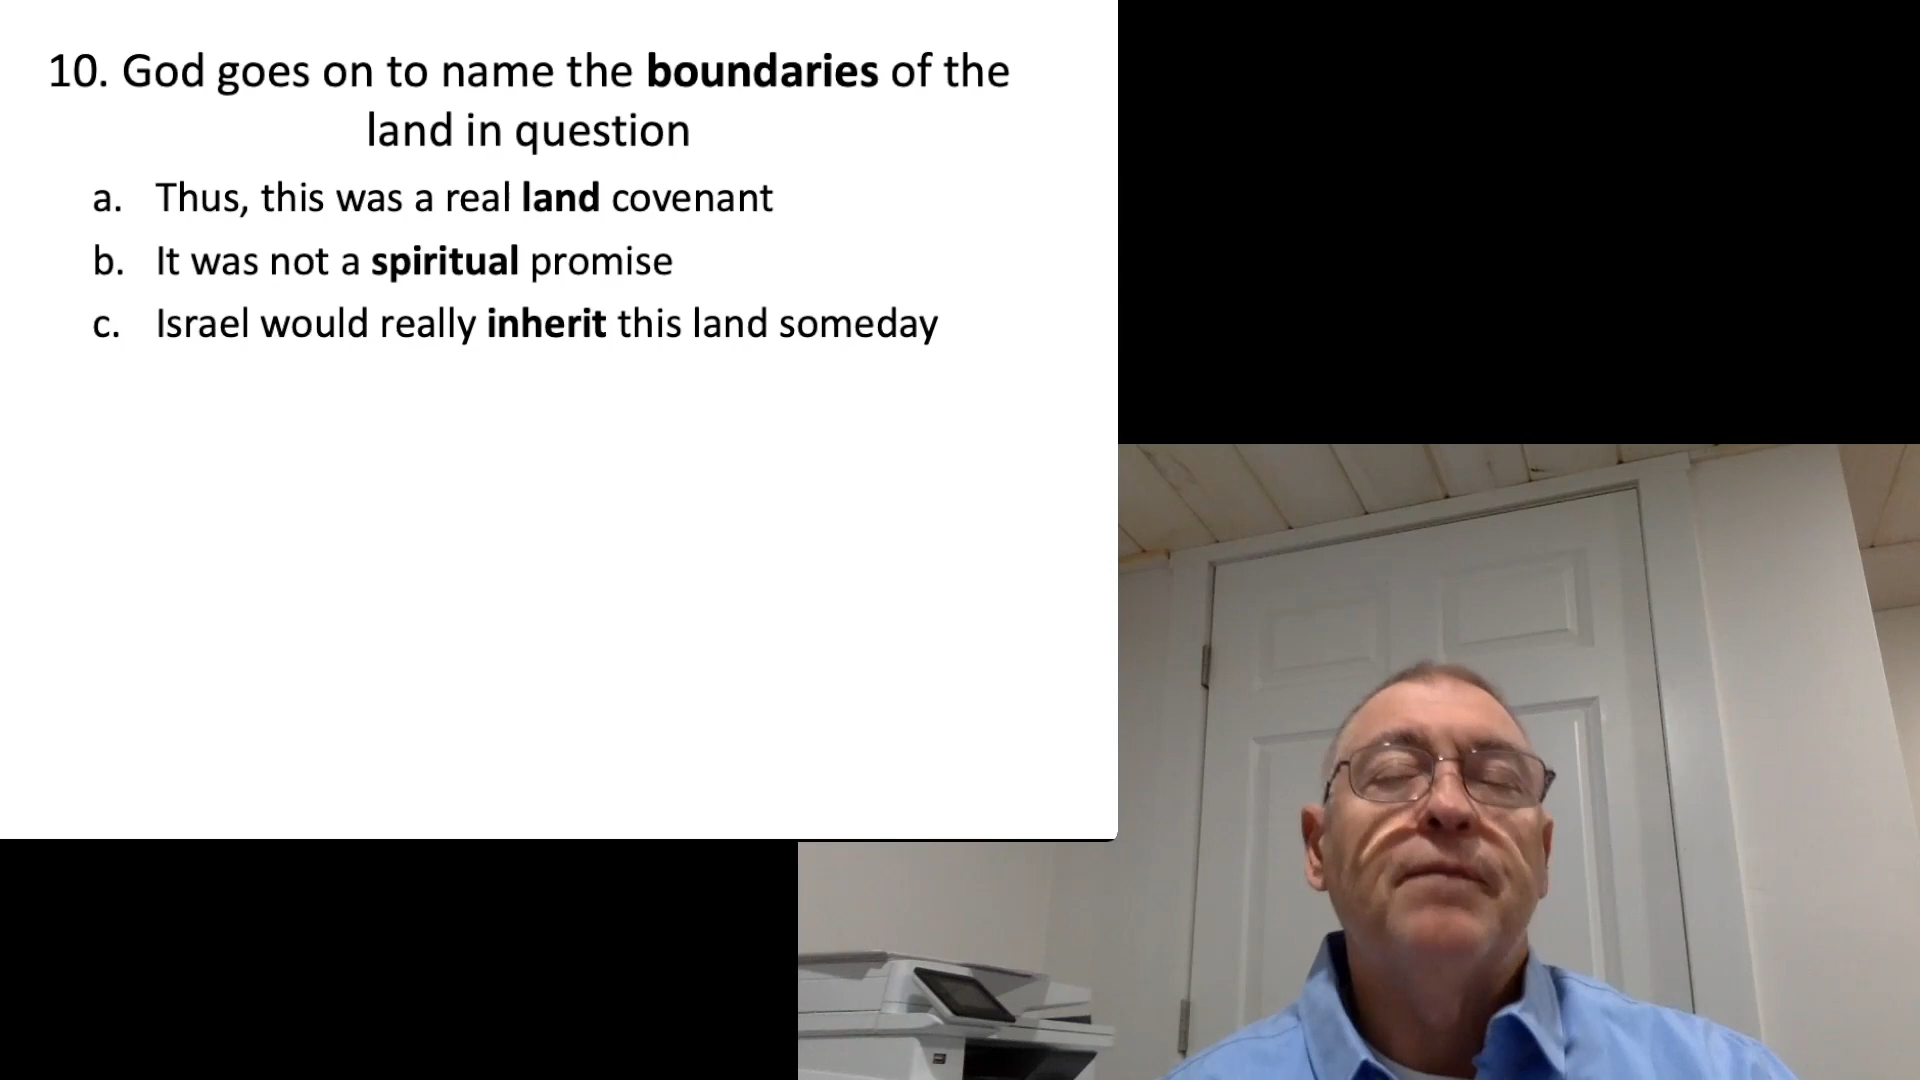 10. God goes on to name the boundaries of the
land in question
a. Thus, this was a real land covenant
b. It was not a spiritual promise
c. Israel would really inherit this land someday